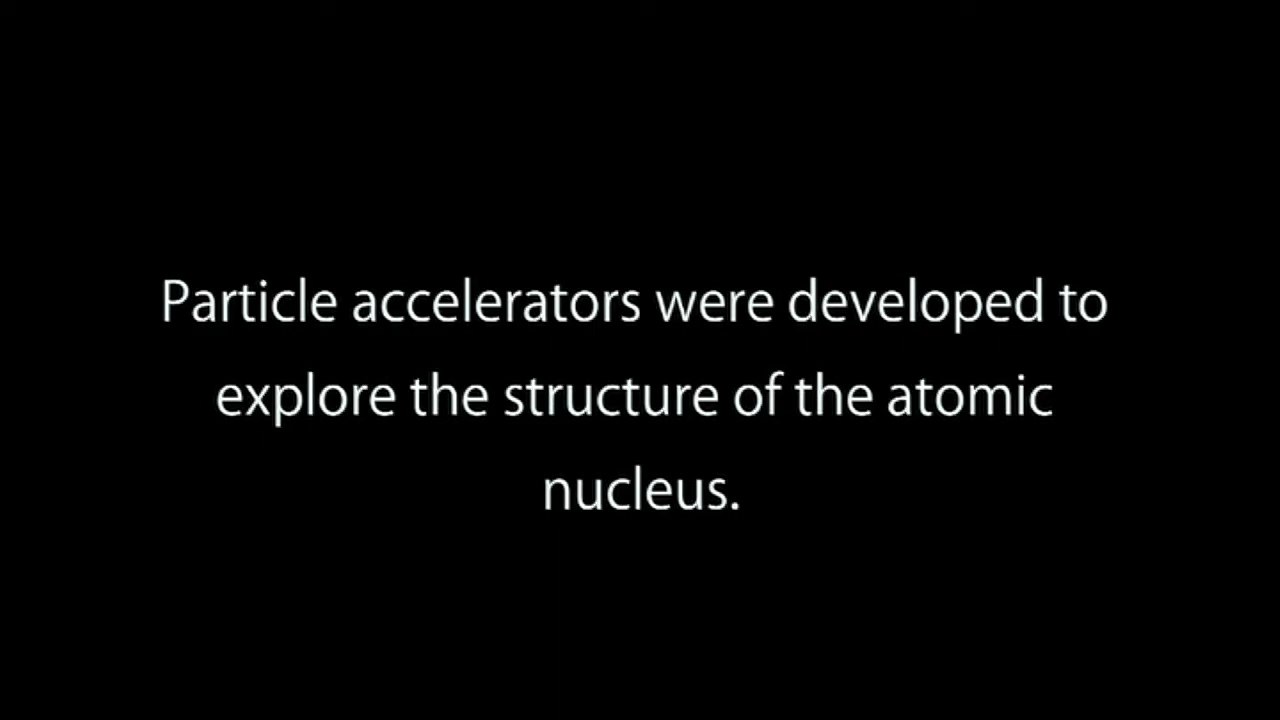 Particle accelerators were developed to
explore the structure of the atomic
nucleus.